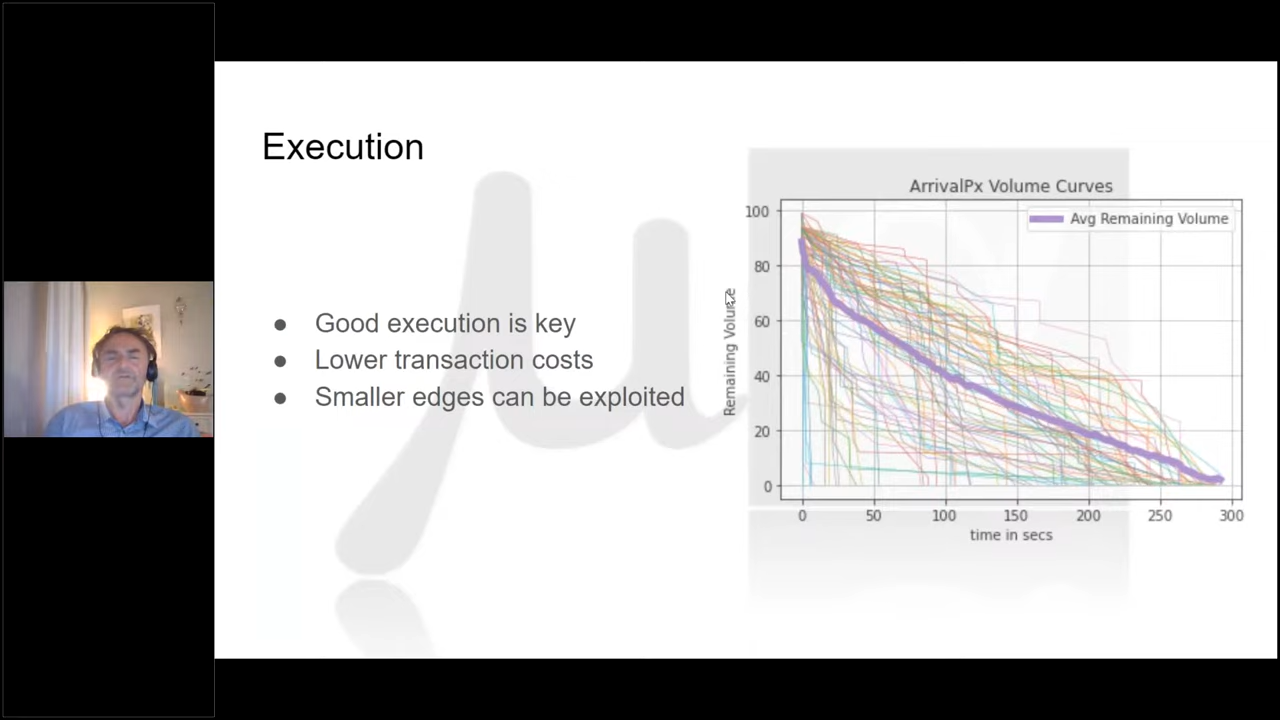 Execution
Good execution is key
Lower transaction costs
Smaller edges can be exploited
ArrivalPx Volume Curves
Avg Remaining Volume
Remaining Volume
100
80
60
40
20
0
0 50 100 150 200 250 300
time in secs
μ